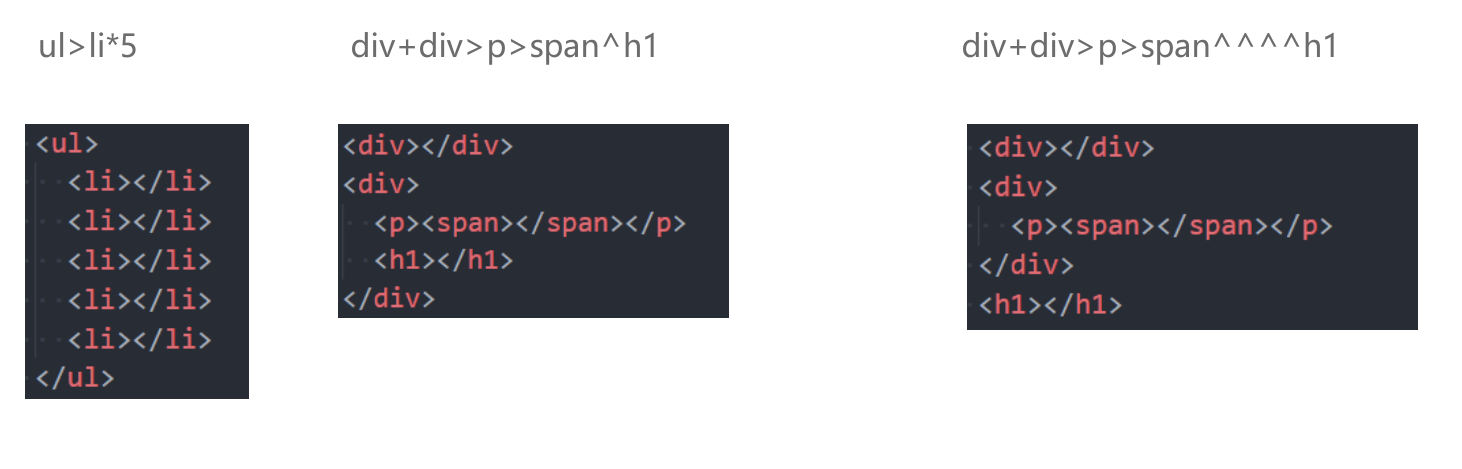 ul>li*5
div+div>p>span^h1
div+div>p>span^^^^h1
<ul>
<li></li>
<li></li>
<li></li>
<li></li>
<li></li>
</ul>
<div></div>
<div>
<p><span></span></p>
<h1></h1>
</div>
<div></div>
<div>
<p><span></span></p>
</div>
<h1></h1>